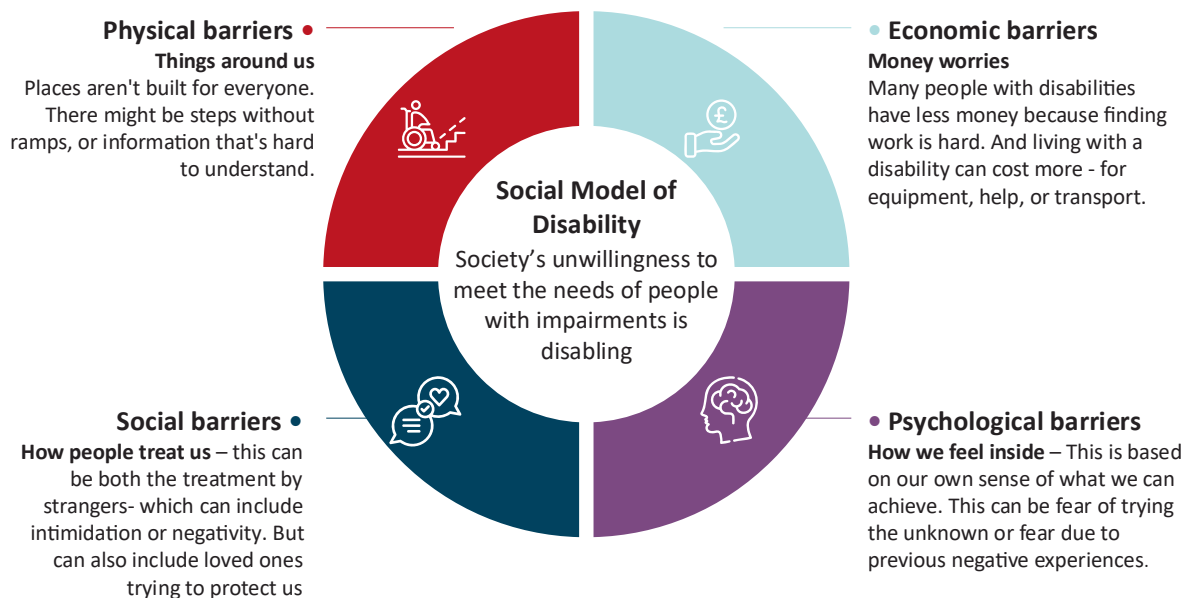 Physical barriers •
Things around us
Places aren't built for everyone.
There might be steps without
ramps, or information that's hard
to understand.
• Economic barriers
Money worries
Many people with disabilities
have less money because finding
work is hard. And living with a
disability can cost more - for
equipment, help, or transport.
£
Social Model of
Disability
Society’s unwillingness to
meet the needs of people
with impairments is
disabling
Social barriers •
How people treat us – this can
be both the treatment by
strangers- which can include
intimidation or negativity. But
can also include loved ones
trying to protect us
• Psychological barriers
How we feel inside – This is based
on our own sense of what we can
achieve. This can be fear of trying
the unknown or fear due to
previous negative experiences.